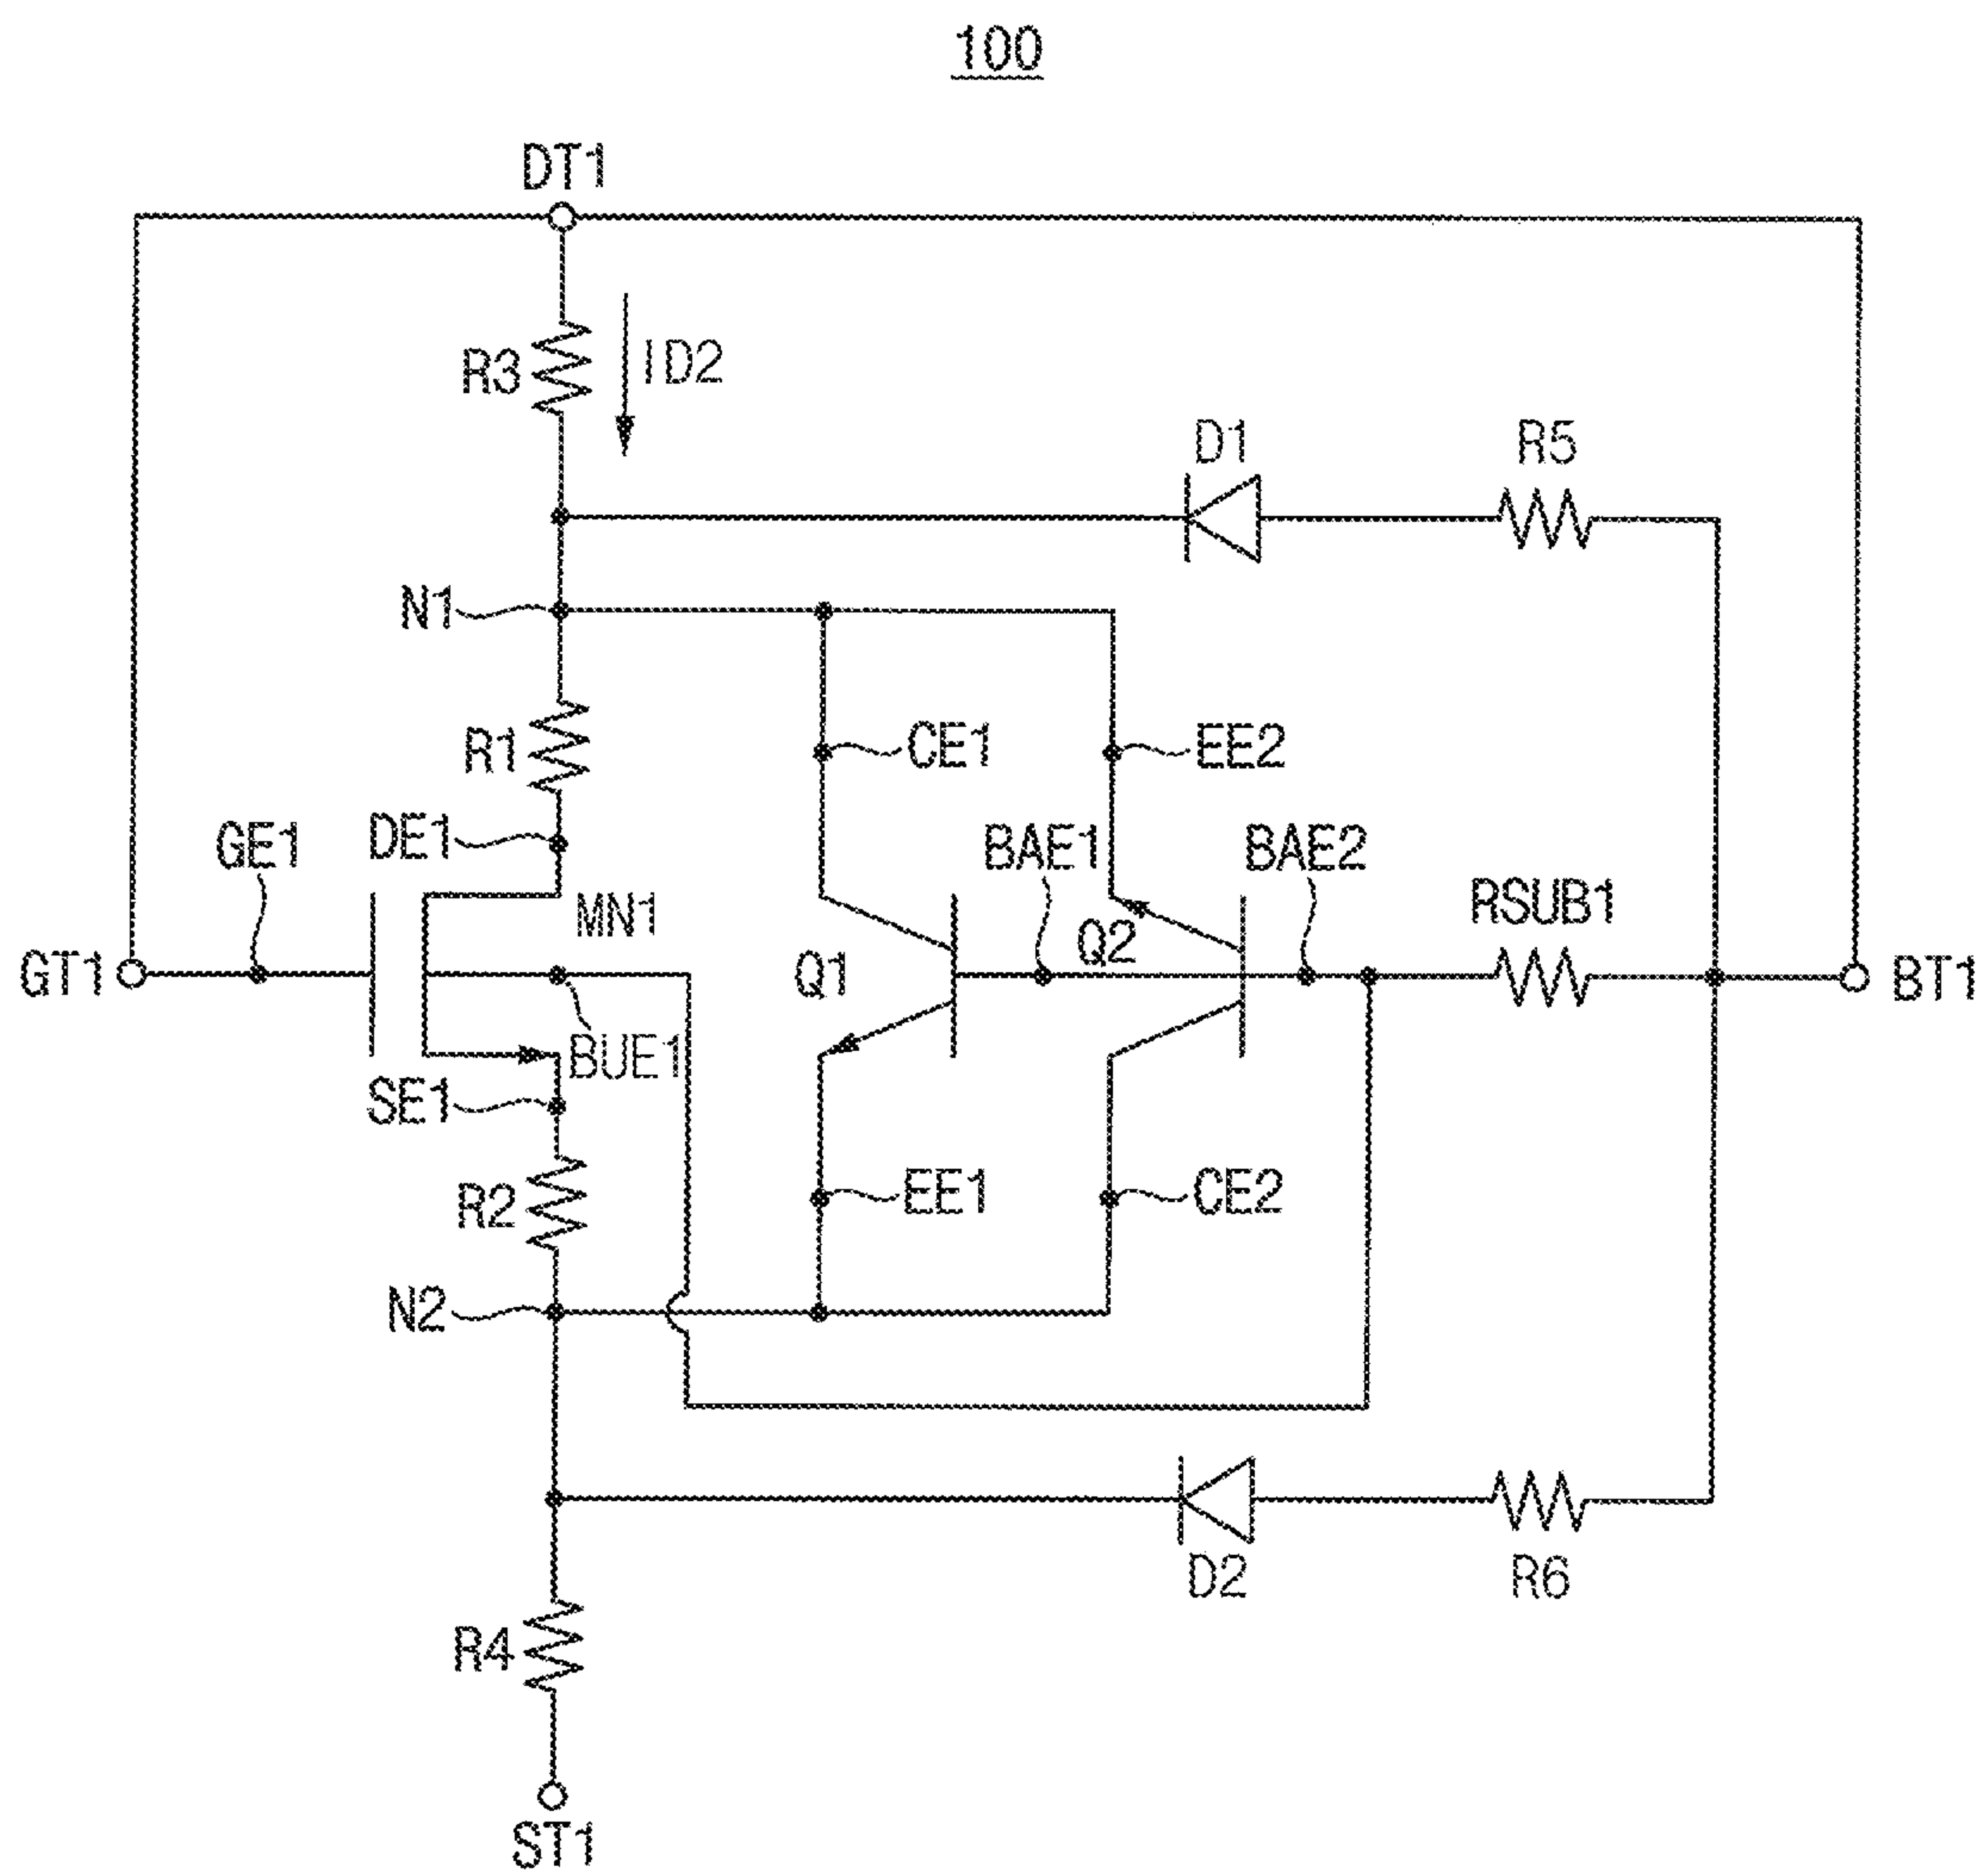 100
DT1
R3
ID2
D1
R5
N1
R1
CE1
EE2
DE1
GE1
BAE1
BAE2
RSUB1
MN1
Q2
GT1
Q1
BT1
BUE1
SE1
R2
EE1
CE2
N2
D2
R6
R4
ST1